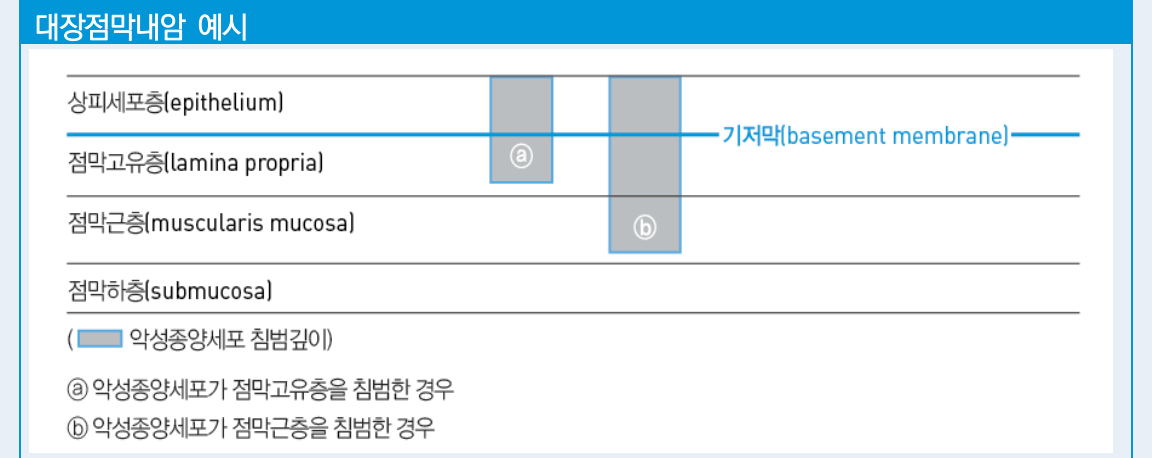 대장점막내암 예시
상피세포층(epithelium)
기저막(basement membrane)
점막고유층(lamina propria)
ⓐ
점막근층(muscularis mucosa)
ⓑ
점막하층(submucosa)
( 악성종양세포 침범깊이)
ⓐ 악성종양세포가 점막고유층을 침범한 경우
ⓑ 악성종양세포가 점막근층을 침범한 경우